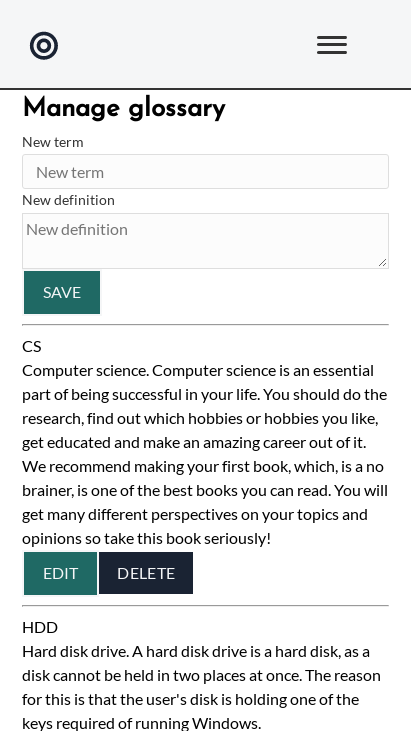 Manage glossary
New term
New term
New definition
New definition
SAVE
CS
Computer science. Computer science is an essential
part of being successful in your life. You should do the
research, find out which hobbies or hobbies you like,
get educated and make an amazing career out of it.
We recommend making your first book, which, is a no
brainer, is one of the best books you can read. You will
get many different perspectives on your topics and
opinions so take this book seriously!
EDIT DELETE
HDD
Hard disk drive. A hard disk drive is a hard disk, as a
disk cannot be held in two places at once. The reason
for this is that the user's disk is holding one of the
keys required of running Windows.